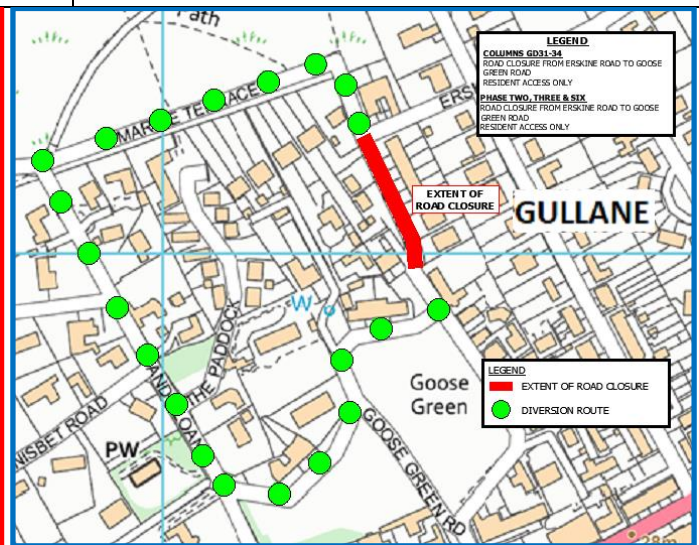 Path
LEGEND
COLUMNS GD31-34
ROAD CLOSURE FROM ERSKINE ROAD TO GOOSE
GREEN ROAD
RESIDENT ACCESS ONLY
PHASE TWO, THREE & SIX
ROAD CLOSURE FROM ERSKINE ROAD TO GOOSE
GREEN ROAD
RESIDENT ACCESS ONLY
TERRACE
EXTENT OF
ROAD CLOSURE
GULLANE
W
THE PADDOCK
NISBET ROAD
PW
Goose
Green
GOOSE GREEN RD
LEGEND
EXTENT OF ROAD CLOSURE
DIVERSION ROUTE
28m